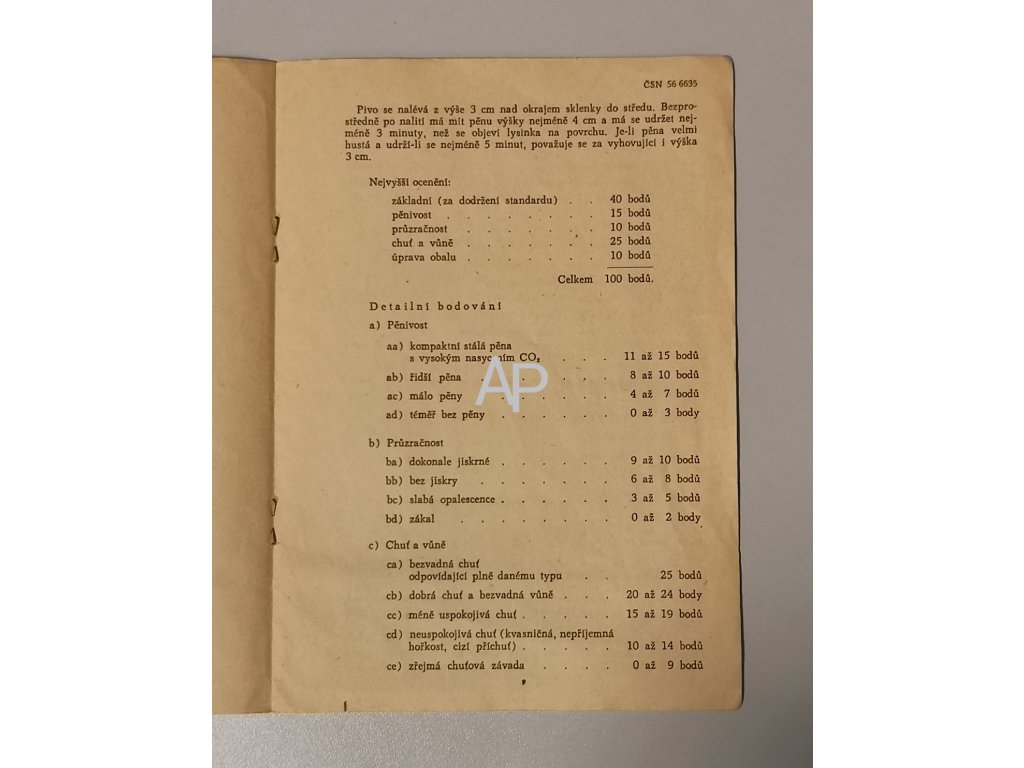 ČSN 56 6635
Pivo se nalévá z výše 3 cm nad okrajem sklenky do středu. Bezpro-
středně po nalití má mít pěnu výšky nejméně 4 cm a má se udržet nej-
méně 3 minuty, než se objeví lysinka na povrchu. Je-li pěna velmi
hustá a udrží-li se nejméně 5 minut, považuje se za vyhovující i výška
3 cm.
Nejvyšší ocenění:
základní (za dodržení standardu) . . 40 bodů
pěnivost . . . . . . . . 15 bodů
průzračnost . . . . . . . 10 bodů
chuť a vůně . . . . . . . 25 bodů
úprava obalu . . . . . . . 10 bodů
Celkem 100 bodů.
Detailní bodování
a) Pěnivost
aa) kompaktní stálá pěna
s vysokým nasycením CO₂ . . . 11 až 15 bodů
ab) řidší pěna . . . . . . . 8 až 10 bodů
ac) málo pěny . . . . . . 4 až 7 bodů
ad) téměř bez pěny . . . . . . 0 až 3 body
b) Průzračnost
ba) dokonale jiskrné . . . . . . 9 až 10 bodů
bb) bez jiskry . . . . . . . 6 až 8 bodů
bc) slabá opalescence . . . . . . 3 až 5 bodů
bd) zákal . . . . . . . . 0 až 2 body
c) Chuť a vůně
ca) bezvadná chuť
odpovídající plně danému typu . . 25 bodů
cb) dobrá chuť a bezvadná vůně . . . 20 až 24 body
cc) méně uspokojivá chuť . . . . . 15 až 19 bodů
cd) neuspokojivá chuť (kvasničná, nepříjemná
hořkost, cizí příchuť) . . . . . 10 až 14 bodů
ce) zřejmá chuťová závada . . . . 0 až 9 bodů
AP